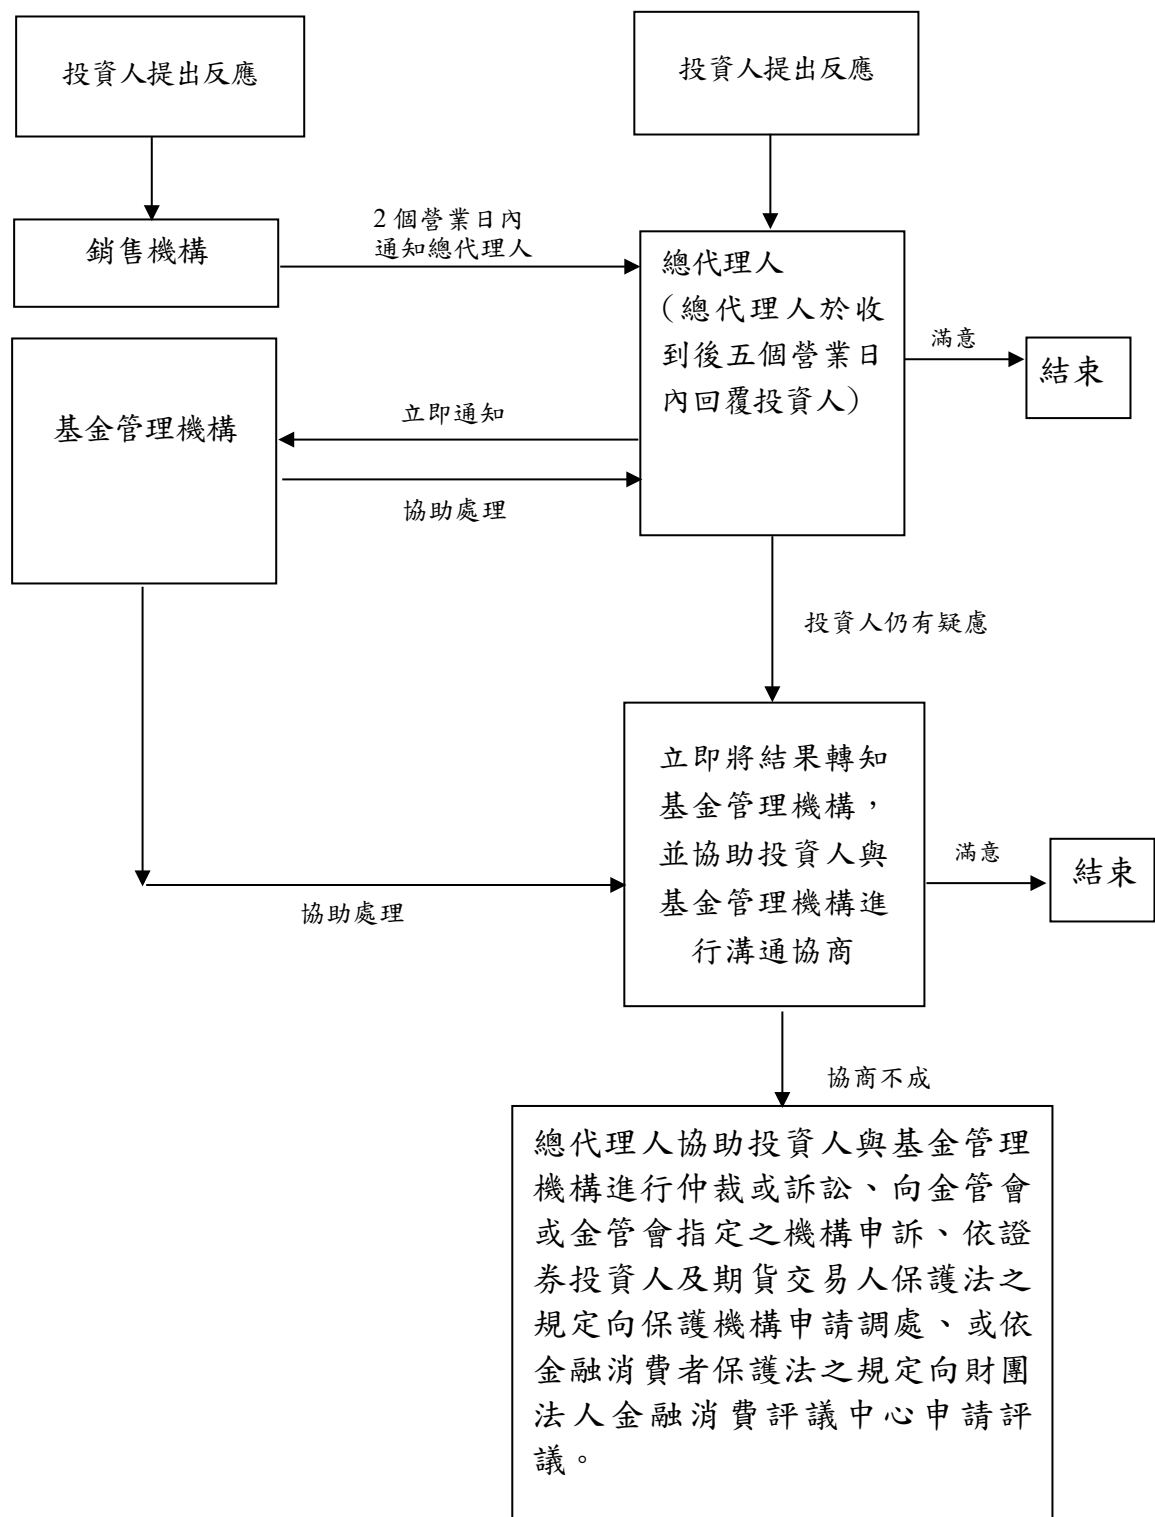 投資人提出反應
投資人提出反應
銷售機構
2 個營業日內
通知總代理人
總代理人
(總代理人於收
到後五個營業日
內回覆投資人)
滿意
結束
基金管理機構
立即通知
協助處理
投資人仍有疑慮
立即將結果轉知
基金管理機構，
並協助投資人與
基金管理機構進
行溝通協商
滿意
結束
協助處理
協商不成
總代理人協助投資人與基金管理
機構進行仲裁或訴訟、向金管會
或金管會指定之機構申訴、依證
券投資人及期貨交易人保護法之
規定向保護機構申請調處、或依
金融消費者保護法之規定向財團
法人金融消費評議中心申請評
議。